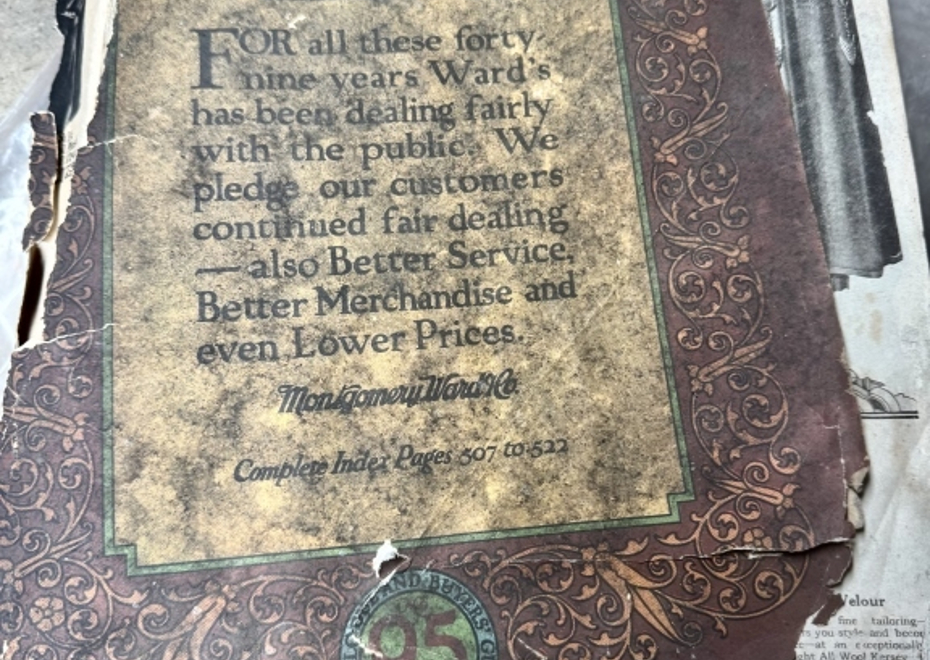 FOR all these forty-
nine years Ward's
has been dealing fairly
with the public. We
pledge our customers
continued fair dealing
— also Better Service,
Better Merchandise and
even Lower Prices.
Montgomery Ward & Co.
Complete Index Pages 507 to 522
AND BUYERS' G
95
Velour
fine tailoring—
you style and
at an exceptionally
All Wool Kersey